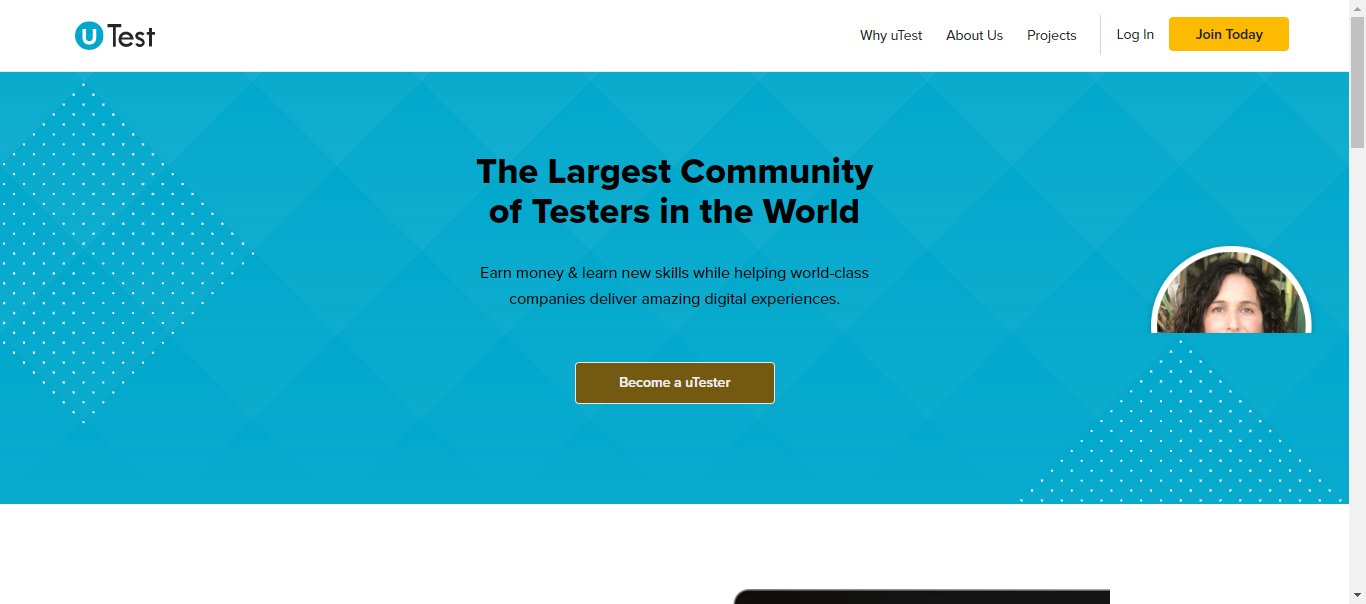 uTest
Why uTest
About Us
Projects
Log In
Join Today
The Largest Community
of Testers in the World
Earn money & learn new skills while helping world-class
companies deliver amazing digital experiences.
Become a uTester